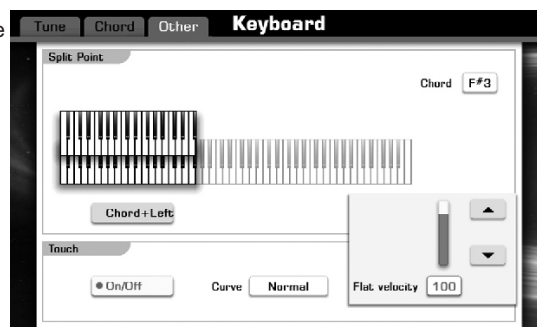 e
Tune Chord Other Keyboard
Split Point
Chord F#3
Chord+Left
Touch
On/Off Curve Normal Flat velocity 100